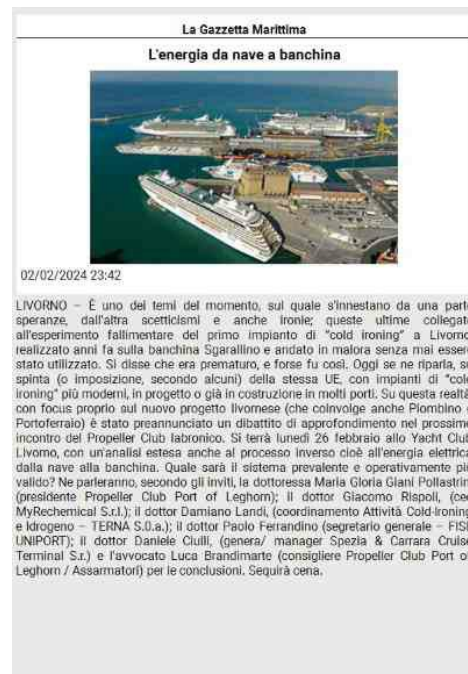 La Gazzetta Marittima
L'energia da nave a banchina
02/02/2024 23:42
LIVORNO – È uno dei temi del momento, sul quale s'innestano da una parte
speranze, dall'altra scetticismi e anche ironie; queste ultime collegate
all'esperimento fallimentare del primo impianto di "cold ironing" a Livorno
realizzato anni fa sulla banchina Sgarallino e andato in malora senza mai essere
stato utilizzato. Si disse che era prematuro, e forse fu così. Oggi se ne riparla, su
spinta (o imposizione, secondo alcuni) della stessa UE, con impianti di "cold
ironing" più moderni, in progetto o già in costruzione in molti porti. Su questa realtà,
con focus proprio sul nuovo progetto livornese (che coinvolge anche Piombino e
Portoferraio) è stato preannunciato un dibattito di approfondimento nel prossimo
incontro del Propeller Club labronico. Si terrà lunedì 26 febbraio allo Yacht Club
Livorno, con un'analisi estesa anche al processo inverso cioè all'energia elettrica
dalla nave alla banchina. Quale sarà il sistema prevalente e operativamente più
valido? Ne parleranno, secondo gli inviti, la dottoressa Maria Gloria Giani Pollastrini
(presidente Propeller Club Port of Leghorn); il dottor Giacomo Rispoli, (ceo
MyRechemical S.r.l.); il dottor Damiano Landi, (coordinamento Attività Cold-Ironing
e Idrogeno – TERNA S.0.a.); il dottor Paolo Ferrandino (segretario generale – FISE
UNIPORT); il dottor Daniele Ciulli, (genera/ manager Spezia & Carrara Cruise
Terminal S.r.) e l'avvocato Luca Brandimarte (consigliere Propeller Club Port of
Leghorn / Assarmatori) per le conclusioni. Seguirà cena.